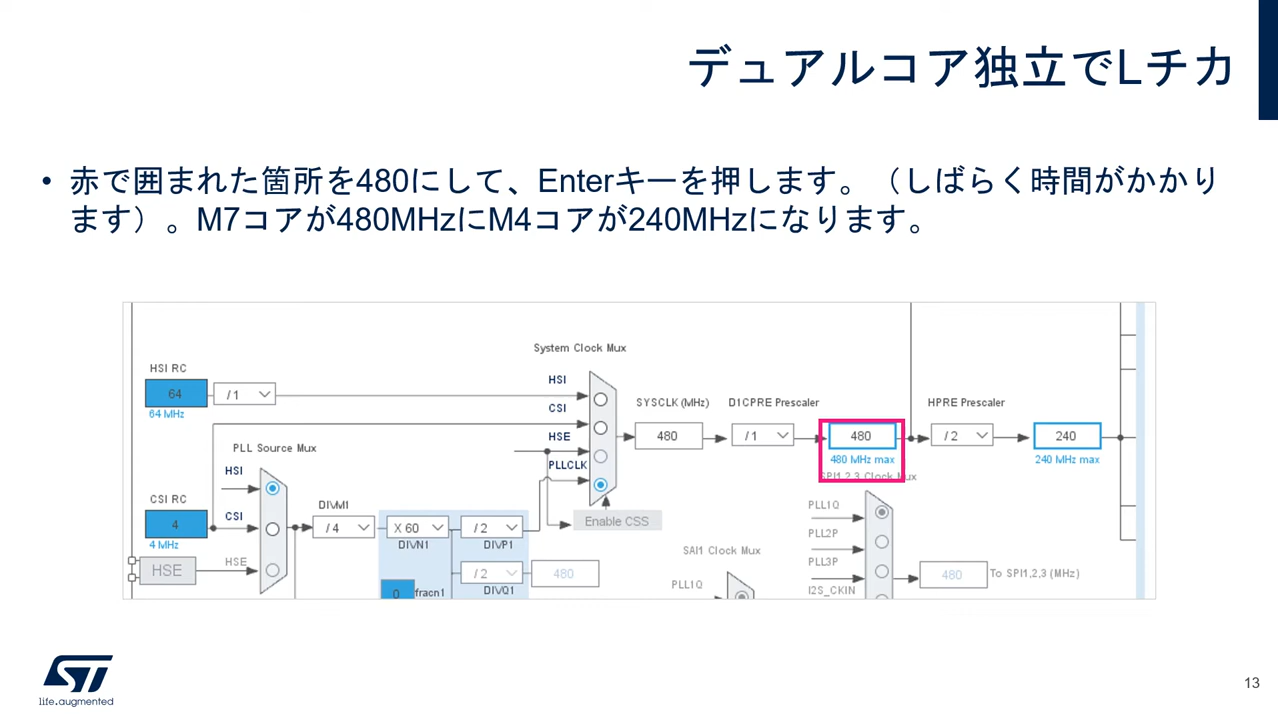 デュアルコア独立でLチカ
• 赤で囲まれた箇所を480にして、Enterキーを押します。（しばらく時間がかかり
ます）。M7コアが480MHzにM4コアが240MHzになります。
System Clock Mux
HSI RC
64
64 MHz
/ 1
HSI
CSI
HSE
PLLCLK
SYSCLK (MHz)
480
D1CPRE Prescaler
/ 1
480
480 MHz max
HPRE Prescaler
/ 2
240
240 MHz max
PLL Source Mux
HSI
CSI
HSE
CSI RC
4
4 MHz
HSE
DIVM1
/ 4
X 60
DIVN1
/ 2
DIVP1
/ 2
DIVQ1
480
0
fracn1
Enable CSS
SAI1 Clock Mux
PLL1Q
SPI1,2,3 Clock Mux
PLL1Q
PLL2P
PLL3P
I2S_CKIN
480
To SPI1,2,3 (MHz)
ST
life.augmented
13